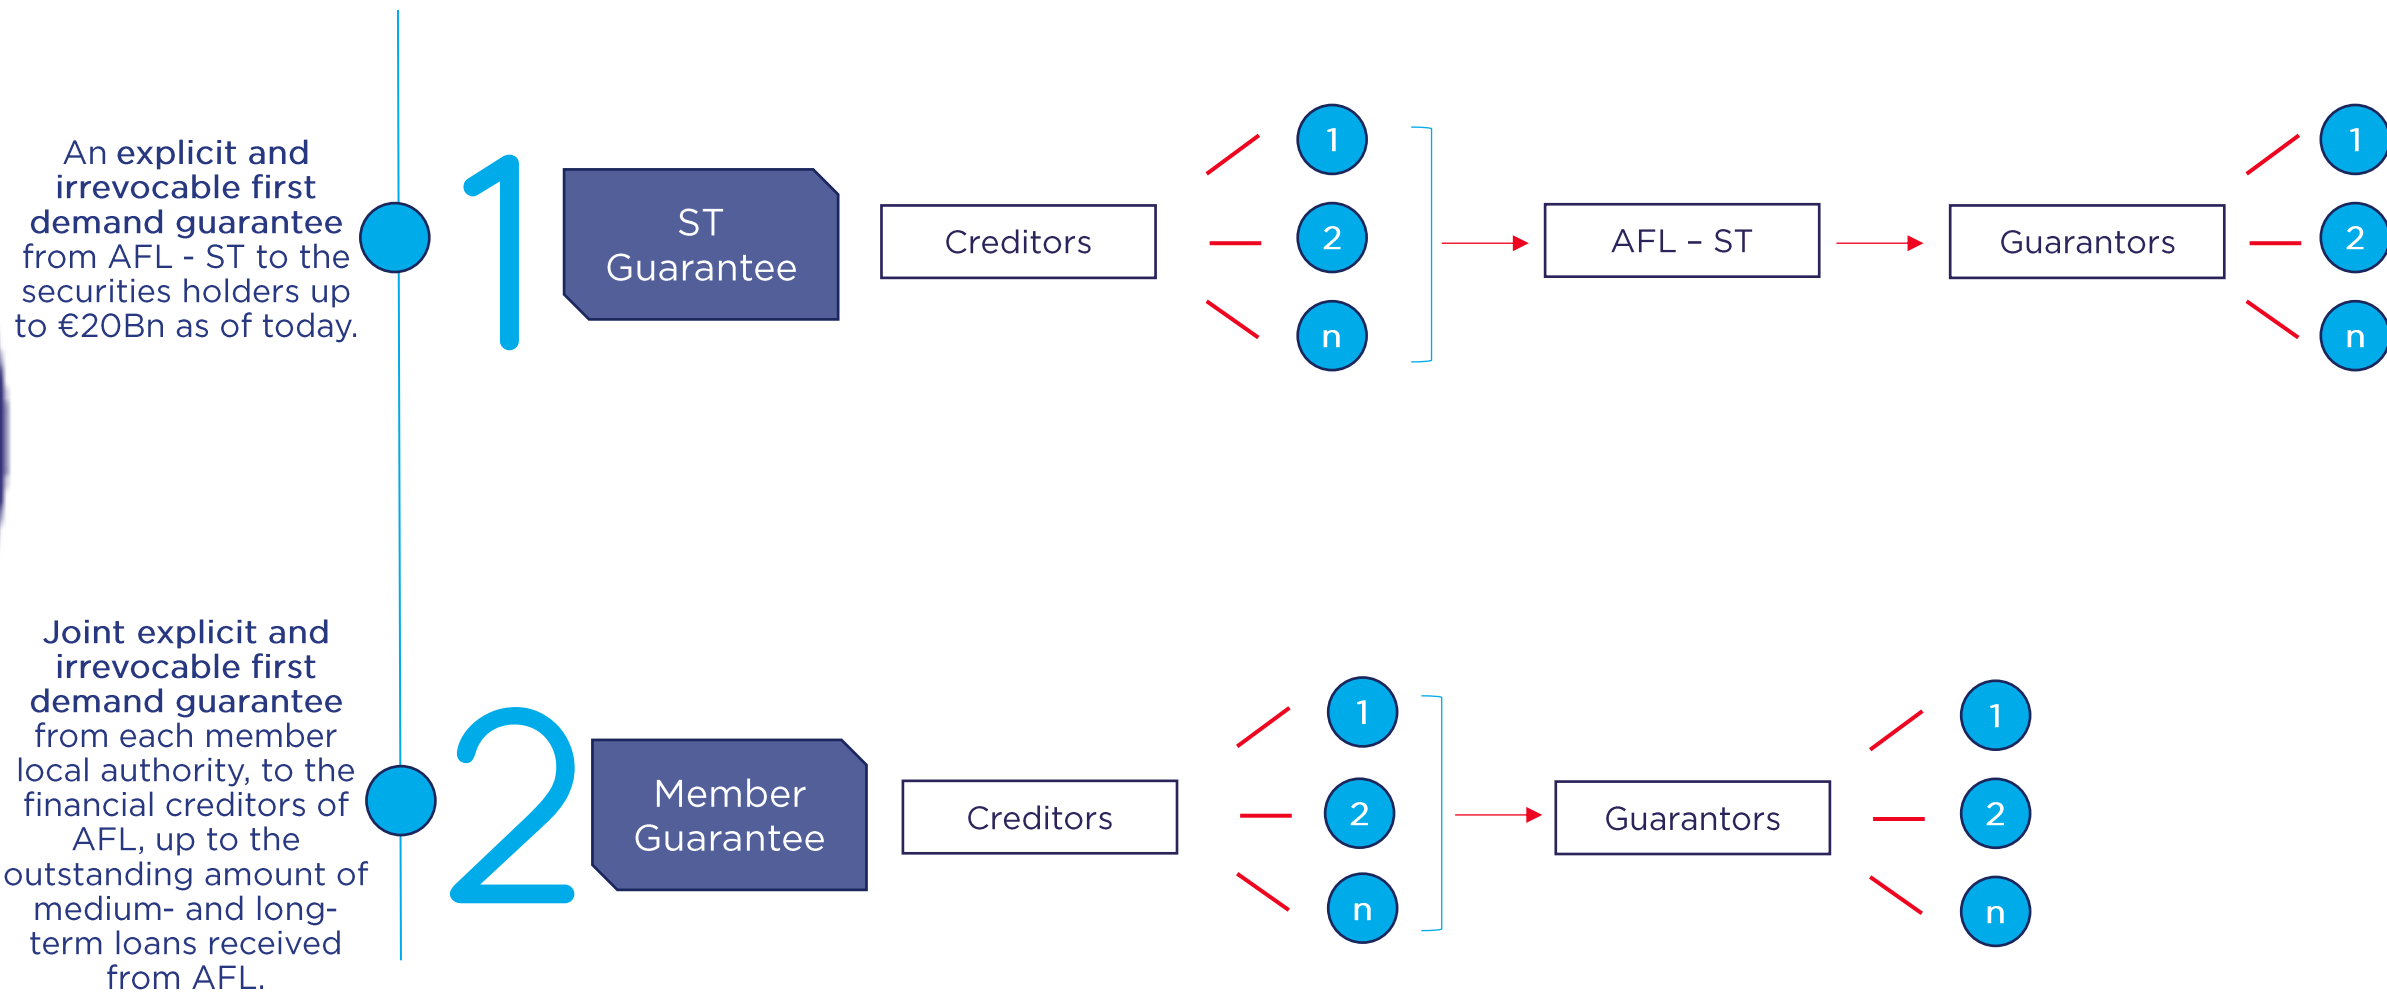 An explicit and
irrevocable first
demand guarantee
from AFL - ST to the
securities holders up
to €20Bn as of today.
1
ST
Guarantee
Creditors
1
2
n
AFL – ST
Guarantors
1
2
n
Joint explicit and
irrevocable first
demand guarantee
from each member
local authority, to the
financial creditors of
AFL, up to the
outstanding amount of
medium- and long-
term loans received
from AFL.
2
Member
Guarantee
Creditors
1
2
n
Guarantors
1
2
n